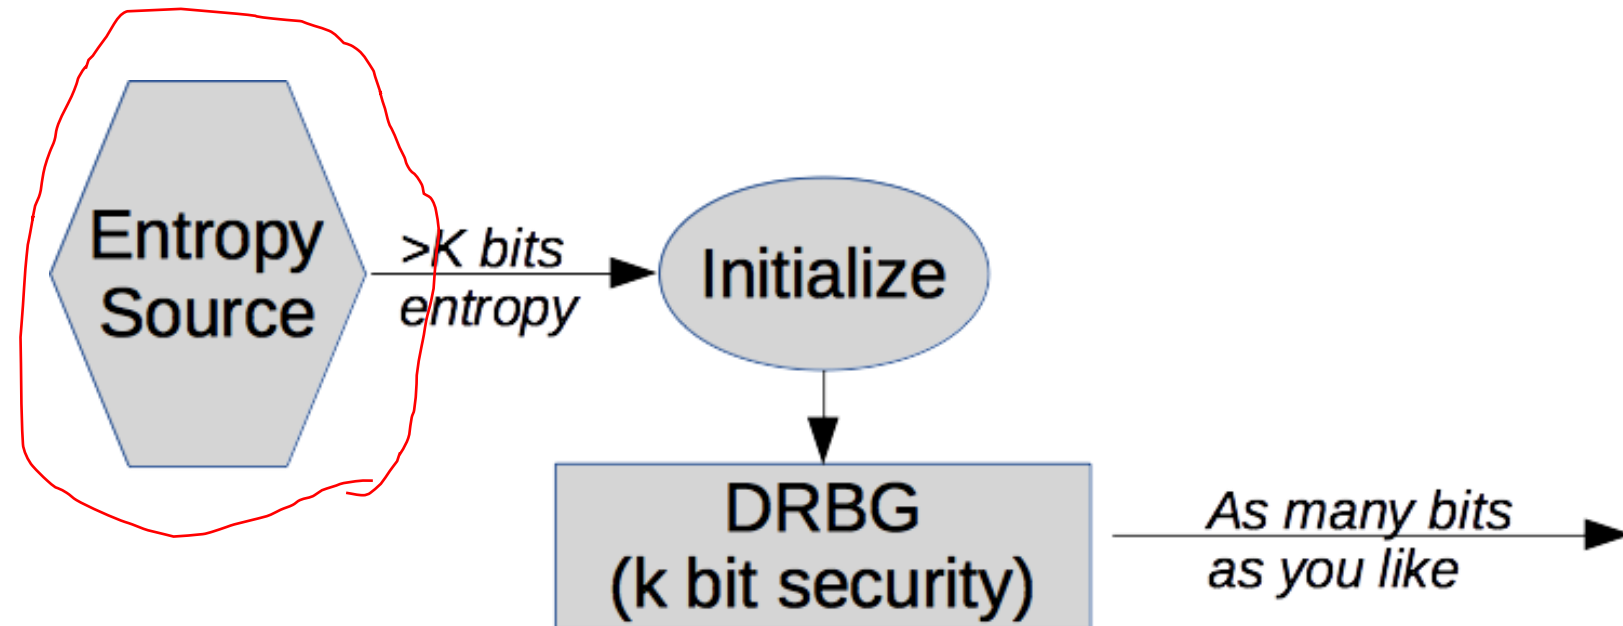 Entropy
Source
>K bits
entropy
Initialize
DRBG
(k bit security)
As many bits
as you like